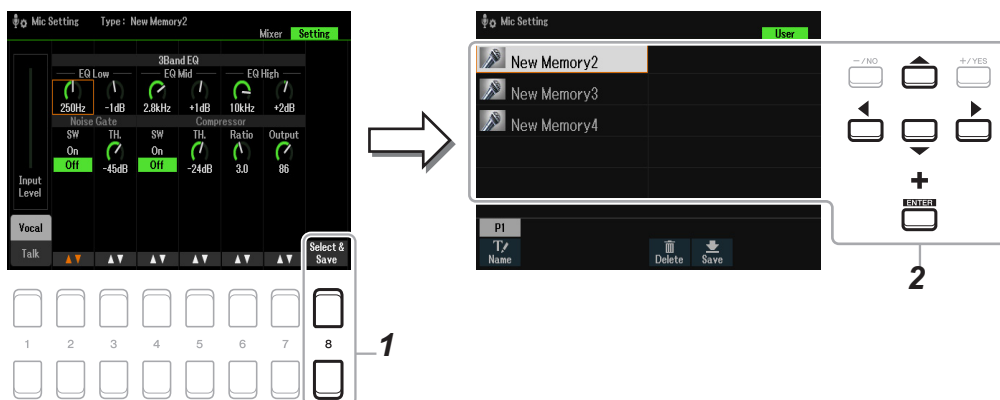 Mic Setting Type : New Memory2
Mixer Setting
3Band EQ
EQ Low EQ Mid EQ High
250Hz -1dB 2.8kHz +1dB 10kHz +2dB
Noise Gate Compressor
SW TH. SW TH. Ratio Output
On On
Off -45dB Off -24dB 3.0 86
Input
Level
Vocal
Talk
Select &
Save
1 2 3 4 5 6 7 8
1
Mic Setting
User
New Memory2
New Memory3
New Memory4
P1
Name Delete Save
-/NO +/YES
+
ENTER
2